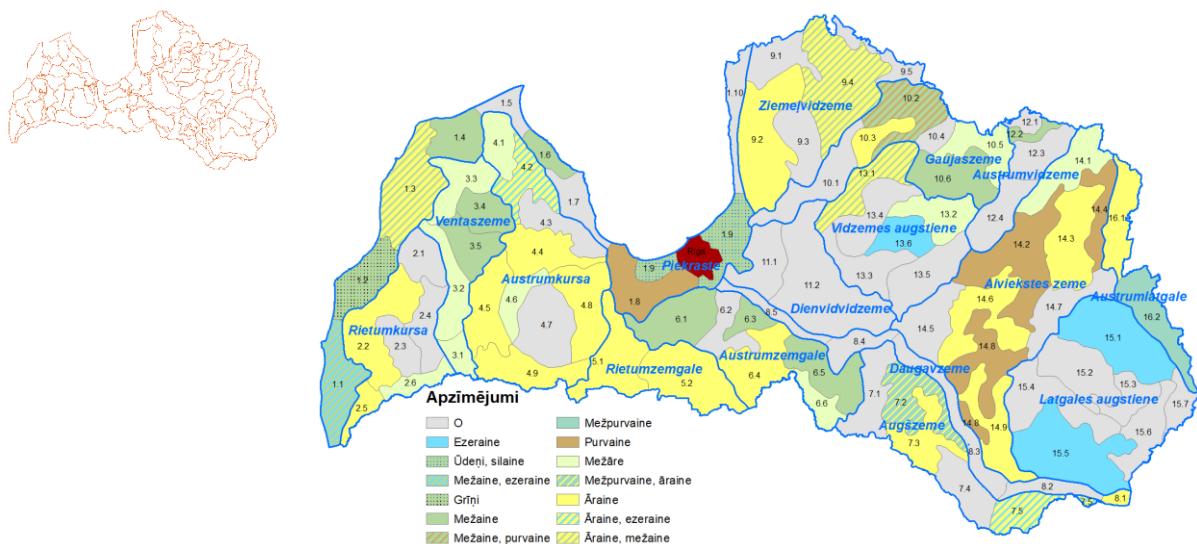 9.1
9.4
9.5
1.10
Ziemeļvidzeme
10.2
9.2
9.3
10.3
10.4
12.1
12.2
1.5
4.1
1.4
1.6
10.5
12.3
14.1
Gaujaszeme
4.2
3.3
1.3
10.1
13.1
10.6
Austrumvidzeme
1.7
3.4
14.4
16.1
13.4
13.2
12.4
Ventaszeme
4.3
1.9
Vidzemes augstiene
3.5
13.6
14.2
14.3
2.1
4.4
Rīga
Piekraste
1.9
11.1
13.3
13.5
Alviekstes zeme
1.2
Austrumkursa
11.2
3.2
4.5
4.6
4.8
1.8
14.6
14.7
Austrumlatgale
16.2
2.4
Dienvidvidzeme
6.2
8.5
6.1
6.3
Rietumkursa
4.7
14.5
15.1
2.2
2.3
8.4
14.8
3.1
5.1
Rietumzemgale
Austrumzemgale
Daugavzeme
15.2
1.1
2.6
4.9
5.2
6.4
6.5
7.1
7.2
15.4
15.3
Latgales augstiene
15.7
2.5
6.6
Augšzeme
14.8
14.9
15.6
7.3
8.3
15.5
7.4
8.2
7.5
7.5
8.1
Apzīmējumi
O
Ezeraine
Ūdeņi, silaine
Mežaine, ezeraine
Grīņi
Mežaine
Mežaine, purvaine
Mežpurvaine
Purvaine
Mežāre
Mežpurvaine, āraine
Āraine
Āraine, ezeraine
Āraine, mežaine